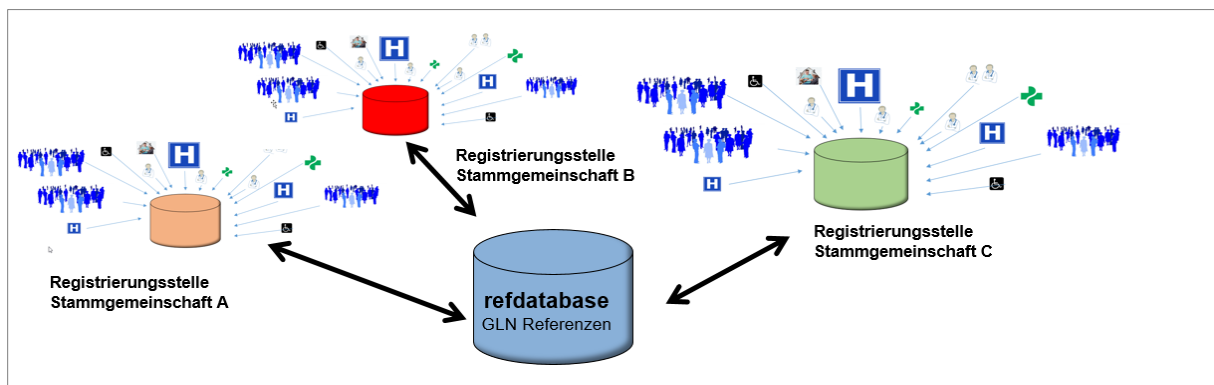 H
H
H
Registrierungsstelle
Stammgemeinschaft B
H
H
H
Registrierungsstelle
Stammgemeinschaft A
H
H
H
Registrierungsstelle
Stammgemeinschaft C
refdatabase
GLN Referenzen